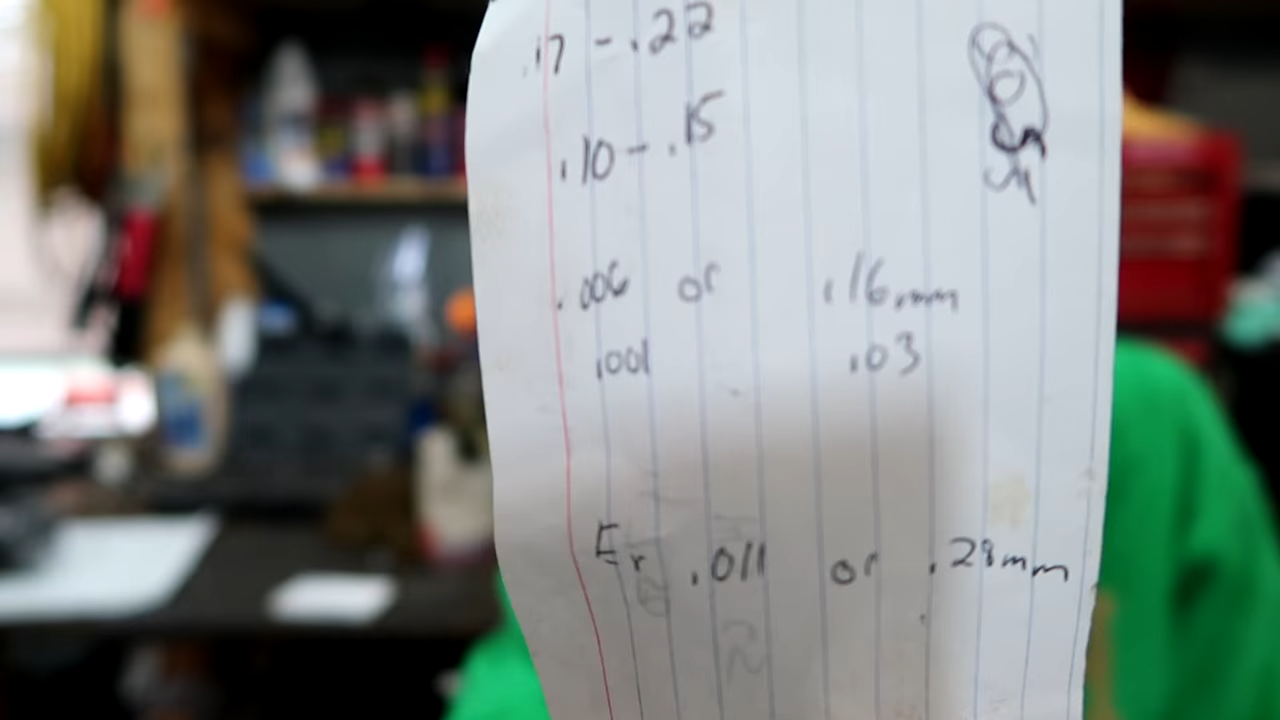 .17 - .22
.10 - .15
.006 or .16mm
.001 .03
Er .011 or .28mm